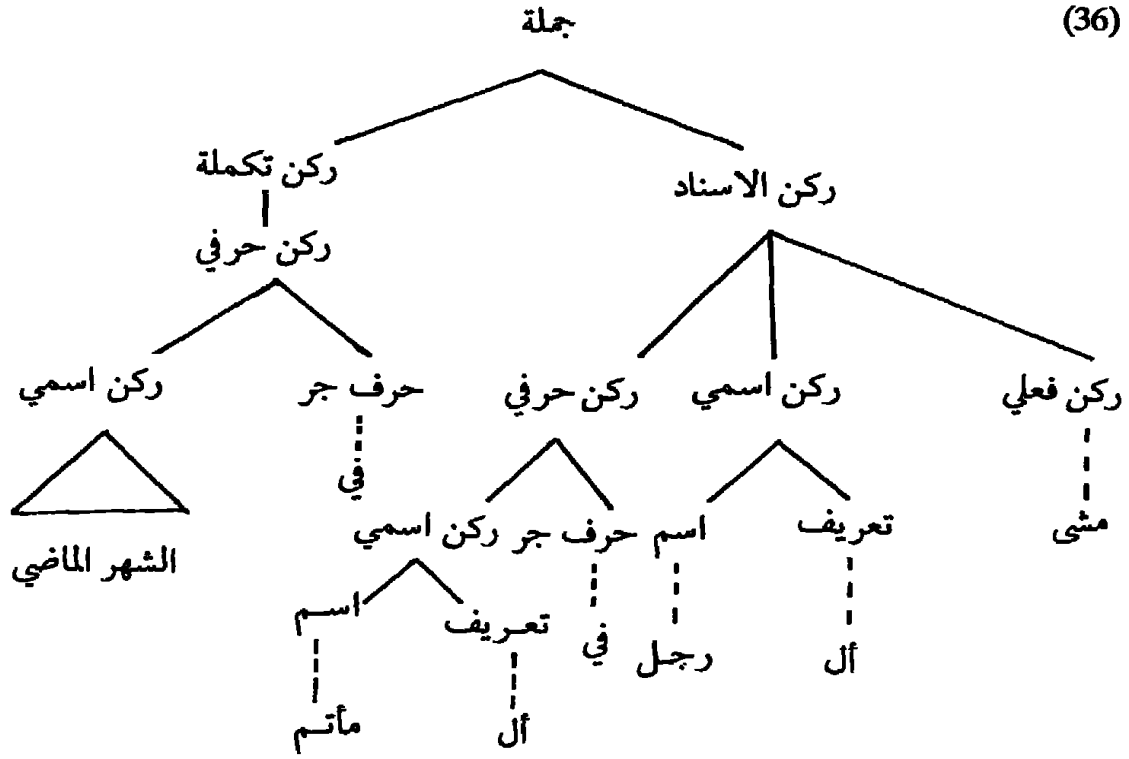 (36)
جملة
ركن الاسناد
ركن تكملة
ركن حرفي
ركن فعلي
ركن اسمي
ركن حرفي
حرف جر
ركن اسمي
مشى
تعريف
اسم
حرف جر
ركن اسمي
في
الشهر الماضي
أل
رجل
في
تعريف
اسم
أل
مأتم